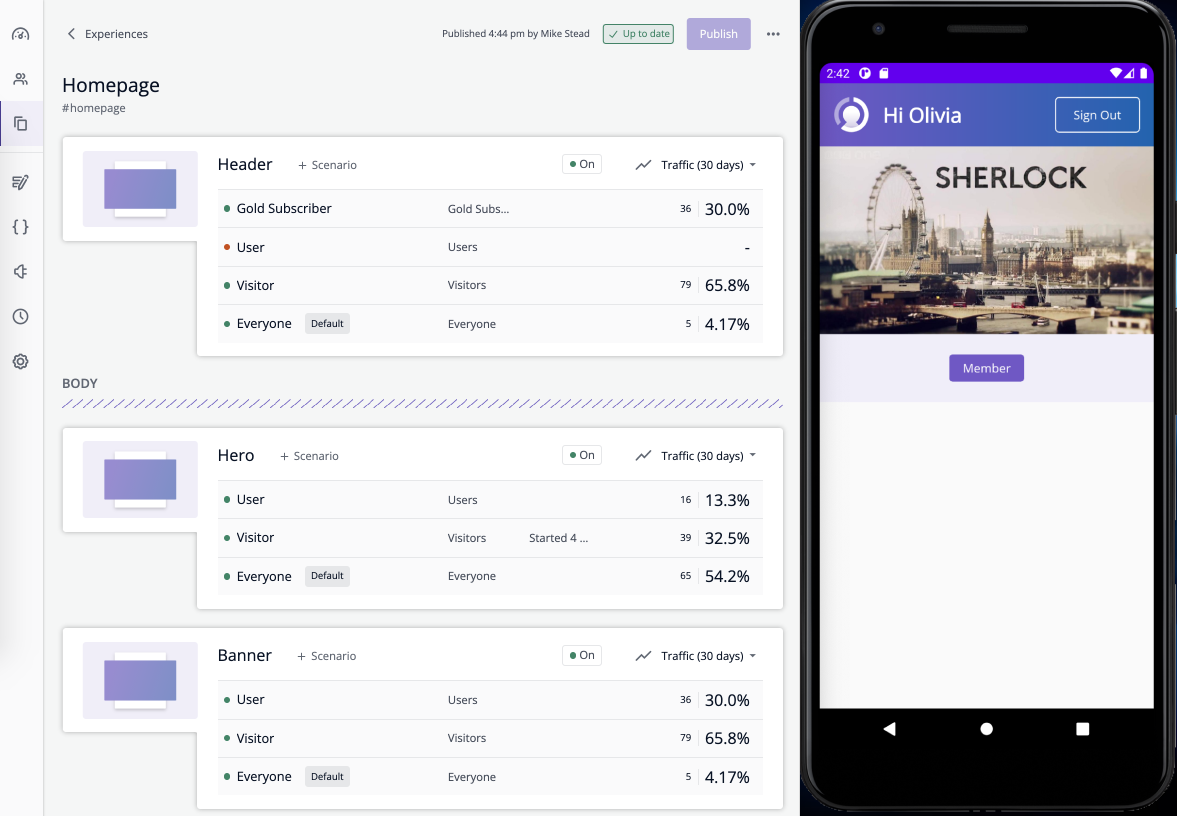 Experiences
Published 4:44 pm by Mike Stead
Up to date
Publish
Homepage
#homepage
Header + Scenario On Traffic (30 days)
Gold Subscriber Gold Subs... 36 30.0%
User Users -
Visitor Visitors 79 65.8%
Everyone Default Everyone 5 4.17%
BODY
Hero + Scenario On Traffic (30 days)
User Users 16 13.3%
Visitor Visitors Started 4 ... 39 32.5%
Everyone Default Everyone 65 54.2%
Banner + Scenario On Traffic (30 days)
User Users 36 30.0%
Visitor Visitors 79 65.8%
Everyone Default Everyone 5 4.17%
2:42
Hi Olivia
Sign Out
SHERLOCK
Member